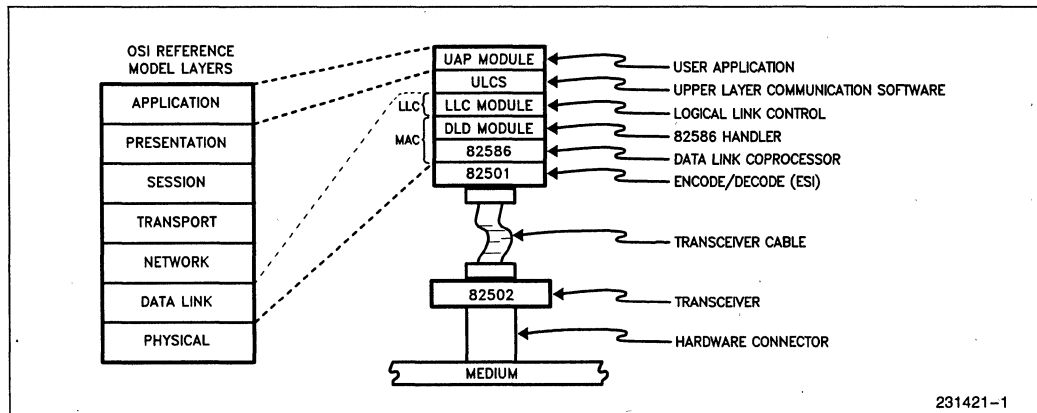 OSI REFERENCE
MODEL LAYERS
APPLICATION
PRESENTATION
SESSION
TRANSPORT
NETWORK
DATA LINK
PHYSICAL
LLC
MAC
UAP MODULE
ULCS
LLC MODULE
DLD MODULE
82586
82501
82502
MEDIUM
USER APPLICATION
UPPER LAYER COMMUNICATION SOFTWARE
LOGICAL LINK CONTROL
82586 HANDLER
DATA LINK COPROCESSOR
ENCODE/DECODE (ESI)
TRANSCEIVER CABLE
TRANSCEIVER
HARDWARE CONNECTOR
231421-1